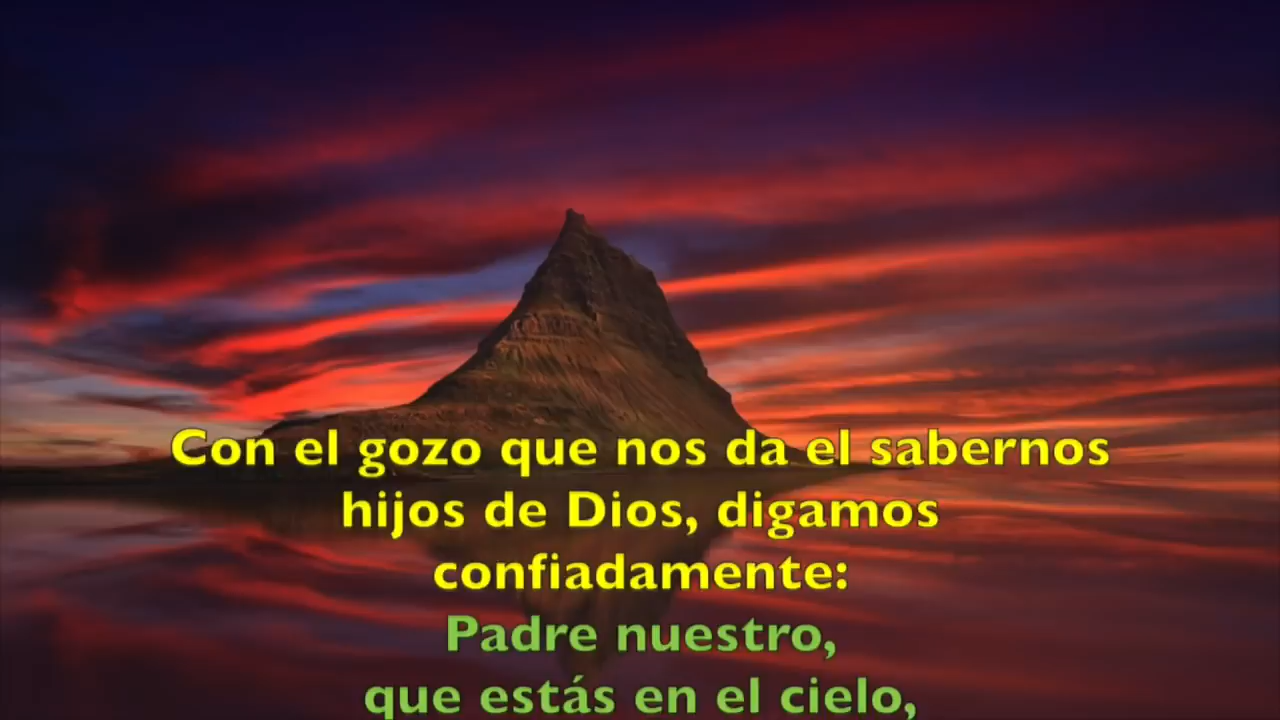 Con el gozo que nos da el sabernos
hijos de Dios, digamos
confiadamente:
Padre nuestro,
que estás en el cielo,